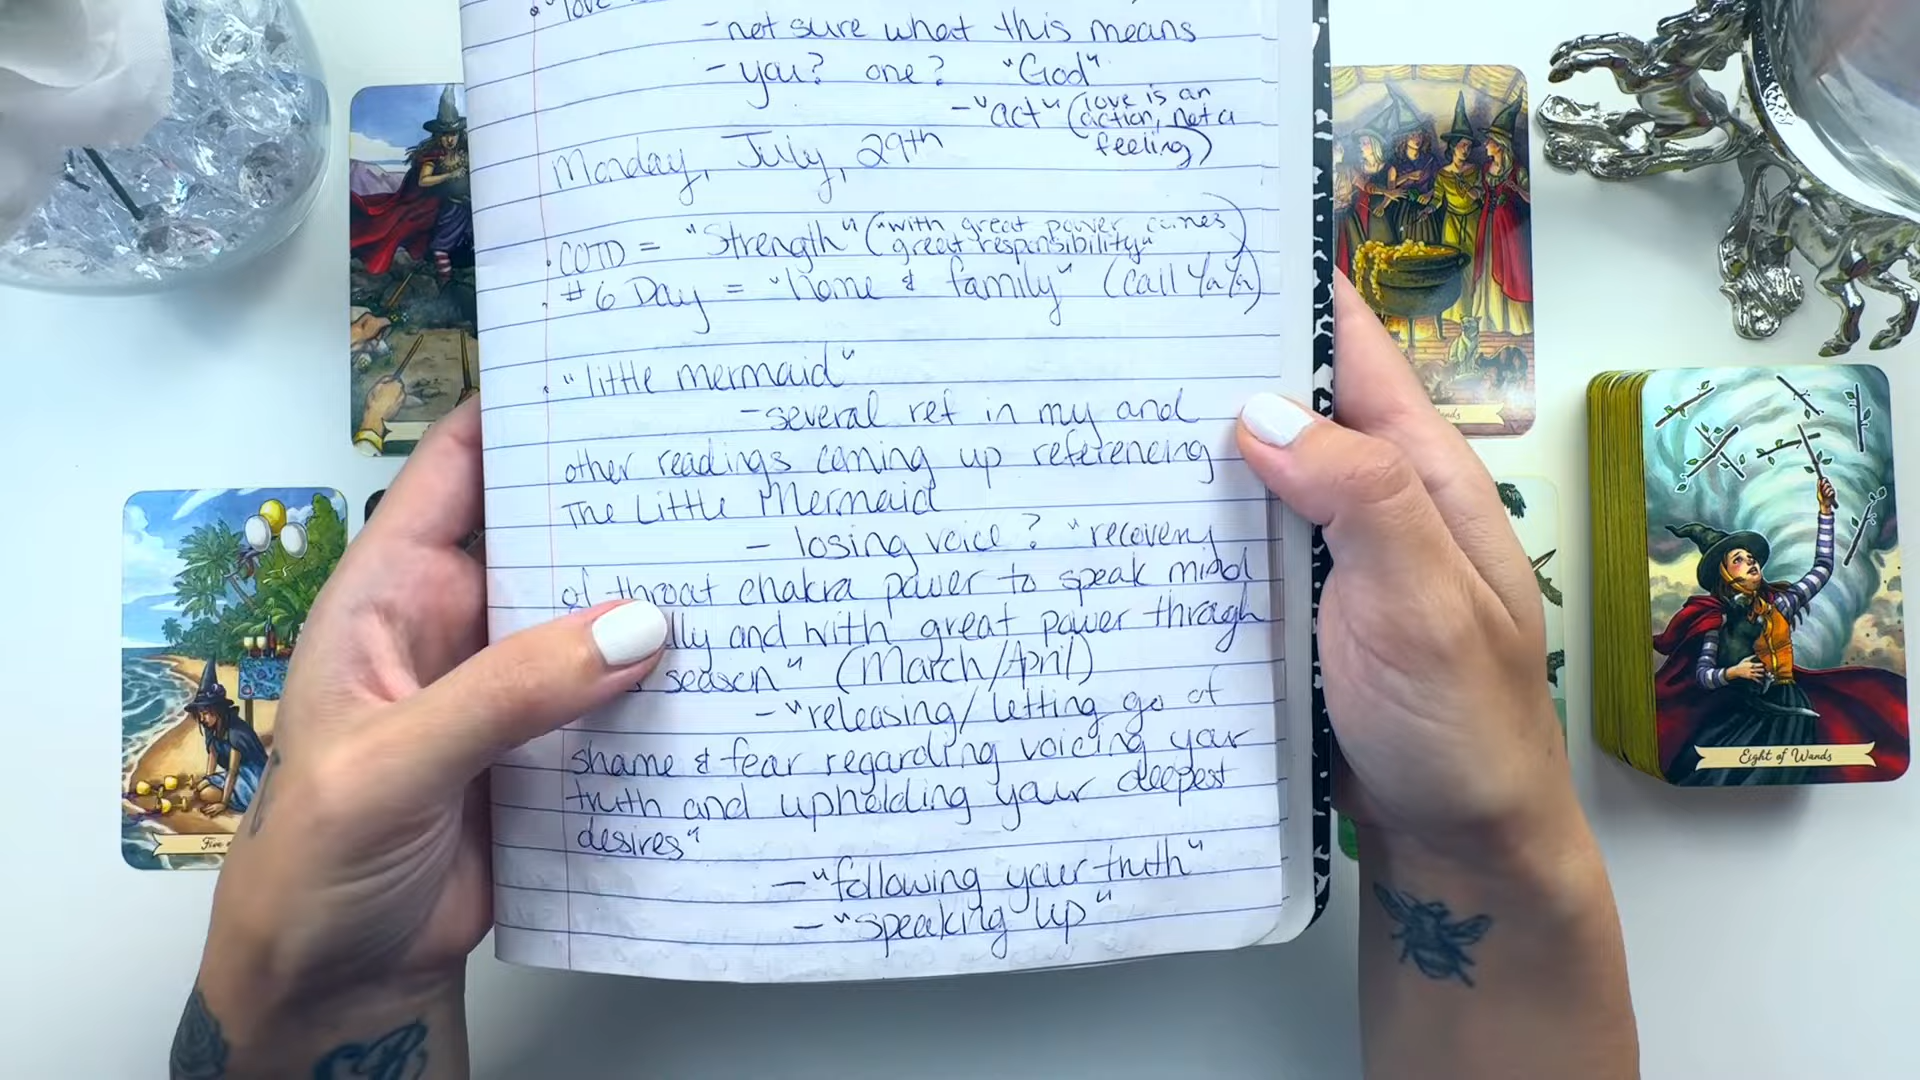 "love
- not sure what this means
- you? one? "God"
- "act" (love is an
action, not a
feeling)
Monday, July, 29th
COTD = "Strength" ("with great power comes
great responsibility")
#6 Day = "home & family" (call YaYa)
"little mermaid"
- several ref in my and
other readings coming up referencing
The Little Mermaid
- losing voice? "recovery
of throat chakra power to speak mind
lly and with great power through
season" (March/April)
- "releasing/letting go of
shame & fear regarding voicing your
truth and upholding your deepest
desires"
- "following your truth"
- "speaking up"
Eight of Wands
Five